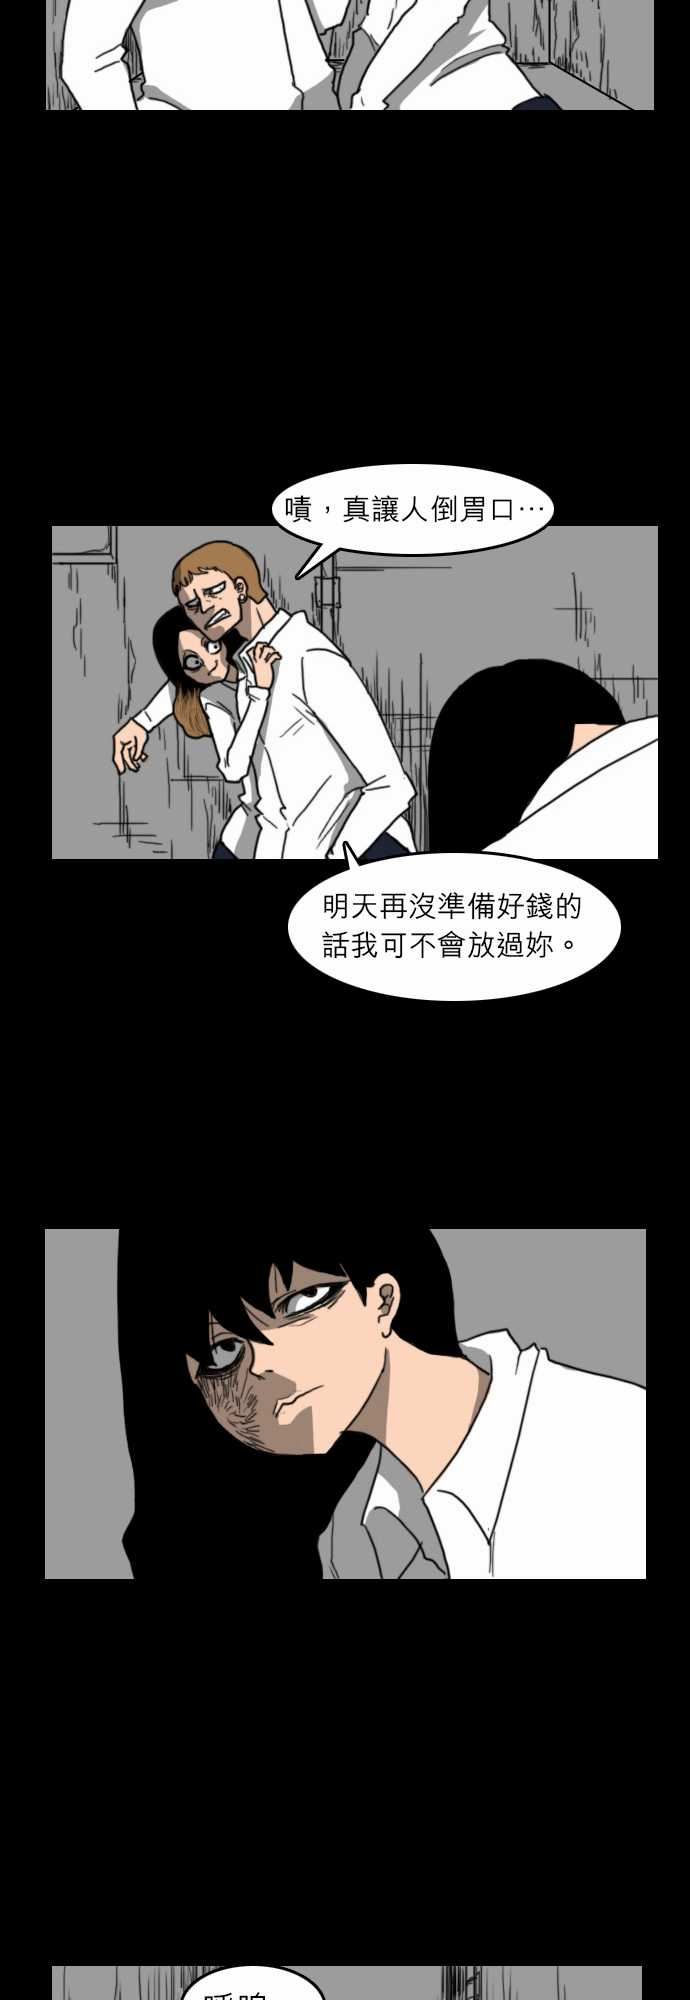 嘖，真讓人倒胃口⋯
明天再沒準備好錢的
話我可不會放過妳。